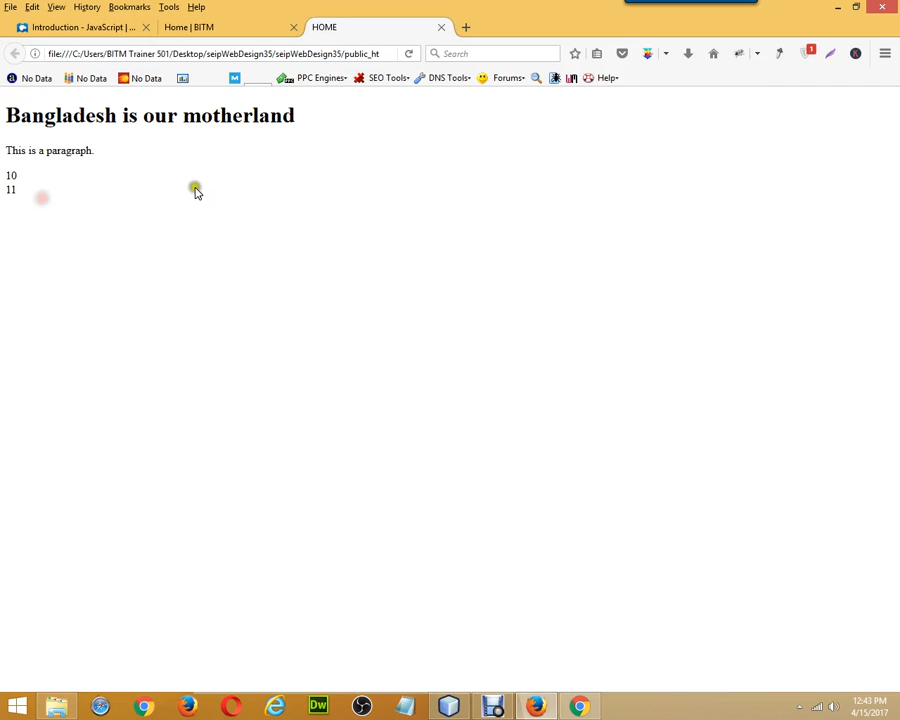 File Edit View History Bookmarks Tools Help
Introduction - JavaScript | ...
Home | BITM
HOME
file:///C:/Users/BITM Trainer 501/Desktop/seipWebDesign35/seipWebDesign35/public_ht
Search
1
No Data
No Data
No Data
M
PPC Engines
SEO Tools
DNS Tools
Forums
Help
Bangladesh is our motherland
This is a paragraph.
10
11
Dw
12:43 PM
4/15/2017